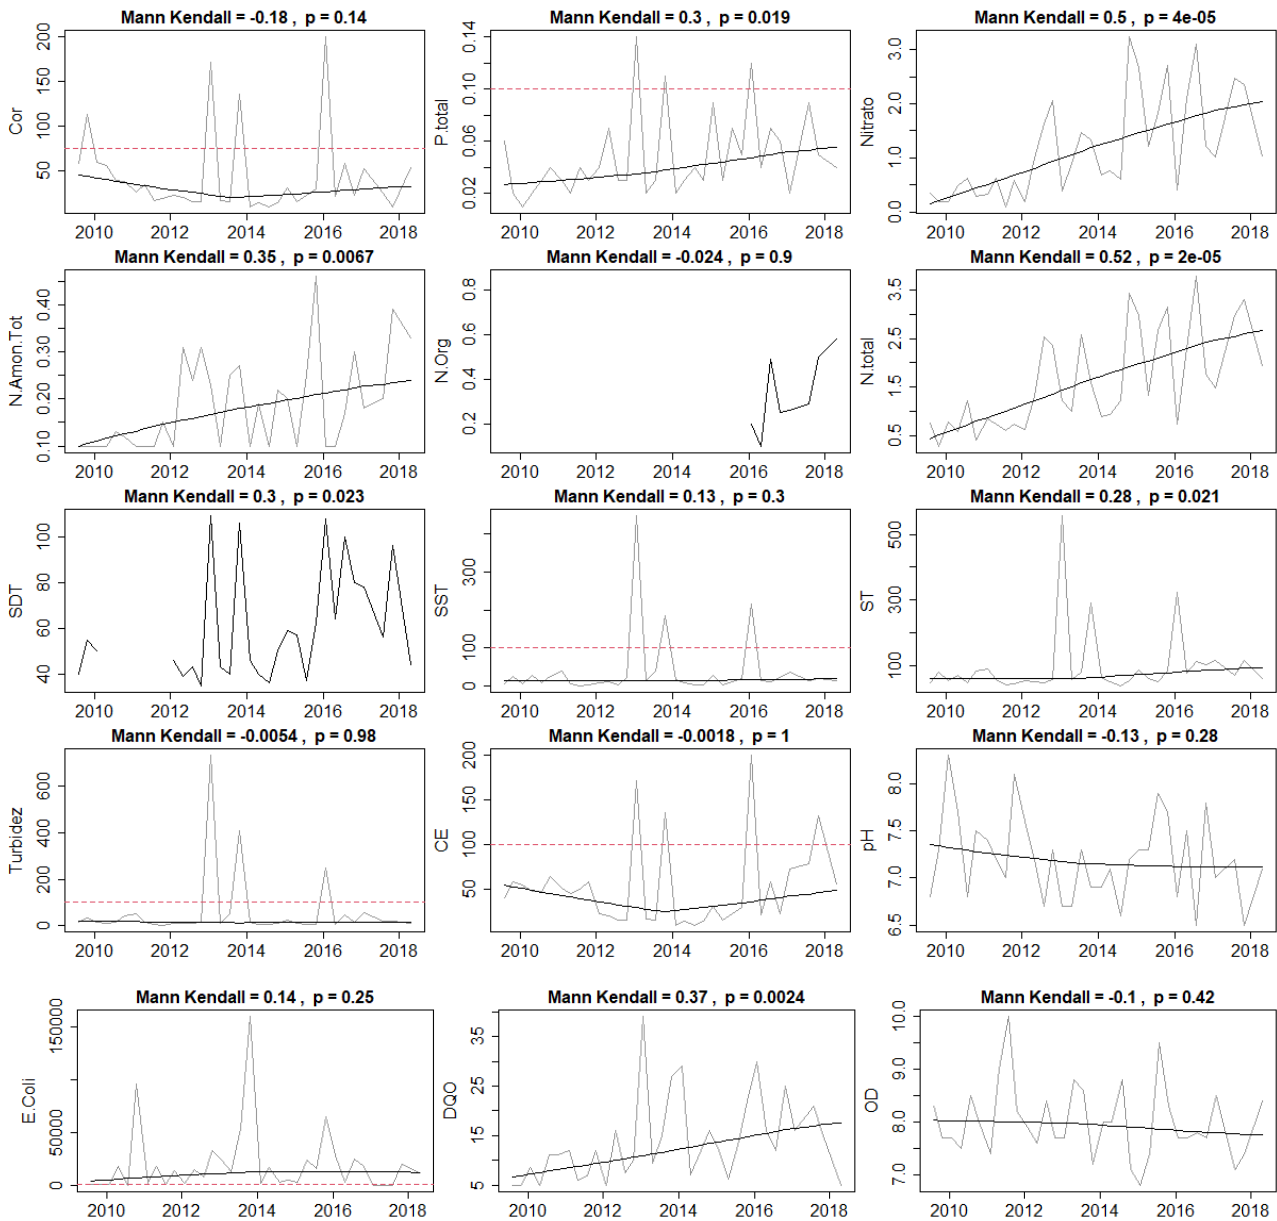 Mann Kendall = -0.18 , p = 0.14
Cor
50 100 150 200
2010 2012 2014 2016 2018
Mann Kendall = 0.3 , p = 0.019
P.total
0.02 0.06 0.10 0.14
2010 2012 2014 2016 2018
Mann Kendall = 0.5 , p = 4e-05
Nitrato
0.0 1.0 2.0 3.0
2010 2012 2014 2016 2018
Mann Kendall = 0.35 , p = 0.0067
N.Amon.Tot
0.10 0.20 0.30 0.40
2010 2012 2014 2016 2018
Mann Kendall = -0.024 , p = 0.9
N.Org
0.2 0.4 0.6 0.8
2010 2012 2014 2016 2018
Mann Kendall = 0.52 , p = 2e-05
N.total
0.5 1.5 2.5 3.5
2010 2012 2014 2016 2018
Mann Kendall = 0.3 , p = 0.023
SDT
40 60 80 100
2010 2012 2014 2016 2018
Mann Kendall = 0.13 , p = 0.3
SST
0 100 300
2010 2012 2014 2016 2018
Mann Kendall = 0.28 , p = 0.021
ST
100 300 500
2010 2012 2014 2016 2018
Mann Kendall = -0.0054 , p = 0.98
Turbidez
0 200 400 600
2010 2012 2014 2016 2018
Mann Kendall = -0.0018 , p = 1
CE
50 100 150 200
2010 2012 2014 2016 2018
Mann Kendall = -0.13 , p = 0.28
pH
6.5 7.0 7.5 8.0
2010 2012 2014 2016 2018
Mann Kendall = 0.14 , p = 0.25
E.Coli
0 50000 150000
2010 2012 2014 2016 2018
Mann Kendall = 0.37 , p = 0.0024
DQO
5 15 25 35
2010 2012 2014 2016 2018
Mann Kendall = -0.1 , p = 0.42
OD
7.0 8.0 9.0 10.0
2010 2012 2014 2016 2018